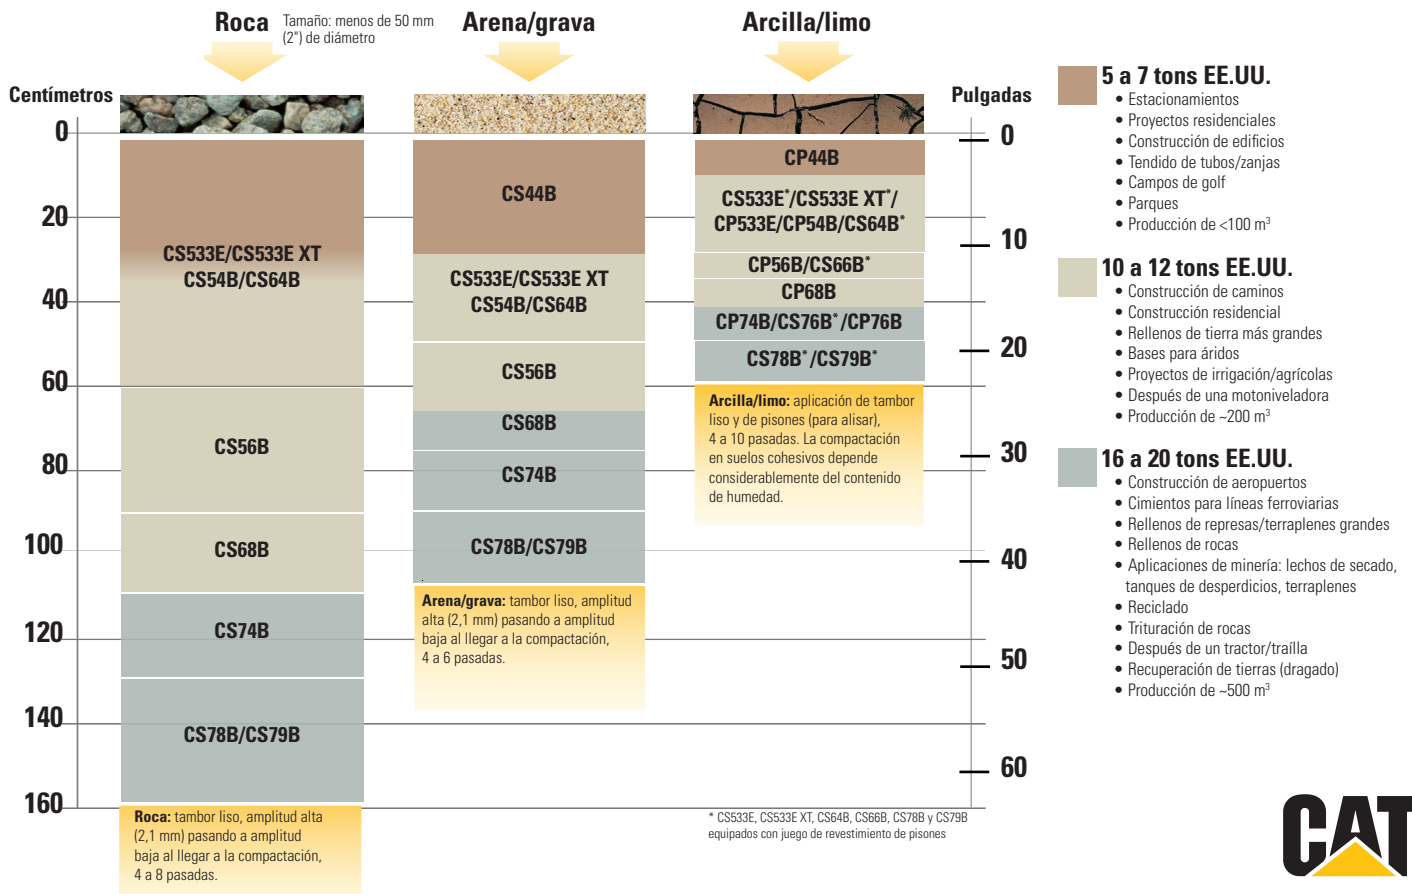 Roca
Tamaño: menos de 50 mm
(2") de diámetro
Arena/grava
Arcilla/limo
Centímetros
0
20
40
60
80
100
120
140
160
CS533E/CS533E XT
CS54B/CS64B
CS56B
CS68B
CS74B
CS78B/CS79B
Roca: tambor liso, amplitud alta
(2,1 mm) pasando a amplitud
baja al llegar a la compactación,
4 a 8 pasadas.
CS44B
CS533E/CS533E XT
CS54B/CS64B
CS56B
CS68B
CS74B
CS78B/CS79B
Arena/grava: tambor liso, amplitud
alta (2,1 mm) pasando a amplitud
baja al llegar a la compactación,
4 a 6 pasadas.
CP44B
CS533E*/CS533E XT*/
CP533E/CP54B/CS64B*
CP56B/CS66B*
CP68B
CP74B/CS76B*/CP76B
CS78B*/CS79B*
Arcilla/limo: aplicación de tambor
liso y de pisones (para alisar),
4 a 10 pasadas. La compactación
en suelos cohesivos depende
considerablemente del contenido
de humedad.
* CS533E, CS533E XT, CS64B, CS66B, CS78B y CS79B
equipados con juego de revestimiento de pisones
Pulgadas
0
10
20
30
40
50
60
5 a 7 tons EE.UU.
• Estacionamientos
• Proyectos residenciales
• Construcción de edificios
• Tendido de tubos/zanjas
• Campos de golf
• Parques
• Producción de <100 m³
10 a 12 tons EE.UU.
• Construcción de caminos
• Construcción residencial
• Rellenos de tierra más grandes
• Bases para áridos
• Proyectos de irrigación/agrícolas
• Después de una motoniveladora
• Producción de ~200 m³
16 a 20 tons EE.UU.
• Construcción de aeropuertos
• Cimientos para líneas ferroviarias
• Rellenos de represas/terraplenes grandes
• Rellenos de rocas
• Aplicaciones de minería: lechos de secado,
tanques de desperdicios, terraplenes
• Reciclado
• Trituración de rocas
• Después de un tractor/traílla
• Recuperación de tierras (dragado)
• Producción de ~500 m³
CAT